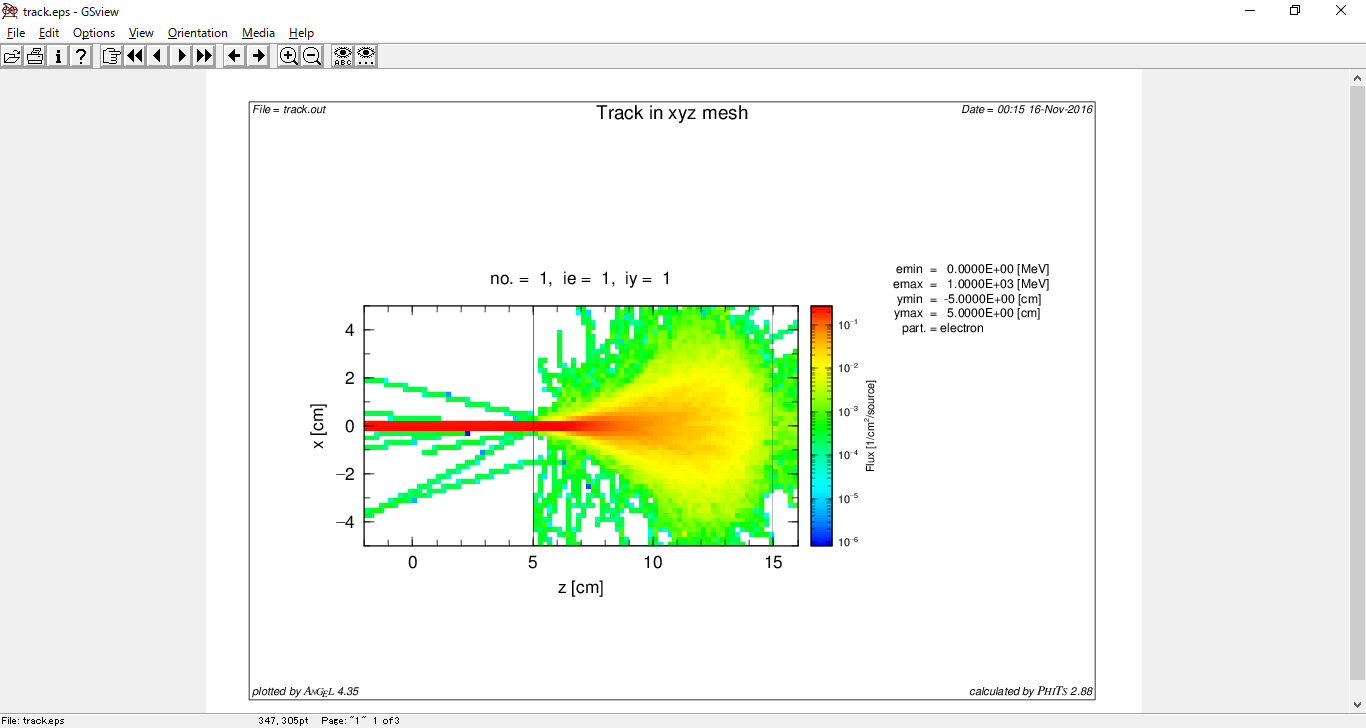 track.eps - GSview
File Edit Options View Orientation Media Help
ABC
File = track.out
Track in xyz mesh
Date = 00:15 16-Nov-2016
no. = 1, ie = 1, iy = 1
emin = 0.0000E+00 [MeV]
emax = 1.0000E+03 [MeV]
ymin = -5.0000E+00 [cm]
ymax = 5.0000E+00 [cm]
part. = electron
4
2
0
−2
−4
x [cm]
0 5 10 15
z [cm]
10⁻¹
10⁻²
10⁻³
10⁻⁴
10⁻⁵
10⁻⁶
Flux [1/cm²/source]
plotted by ANGEL 4.35
calculated by PHITS 2.88
File: track.eps 347, 305pt Page: "1" 1 of 3